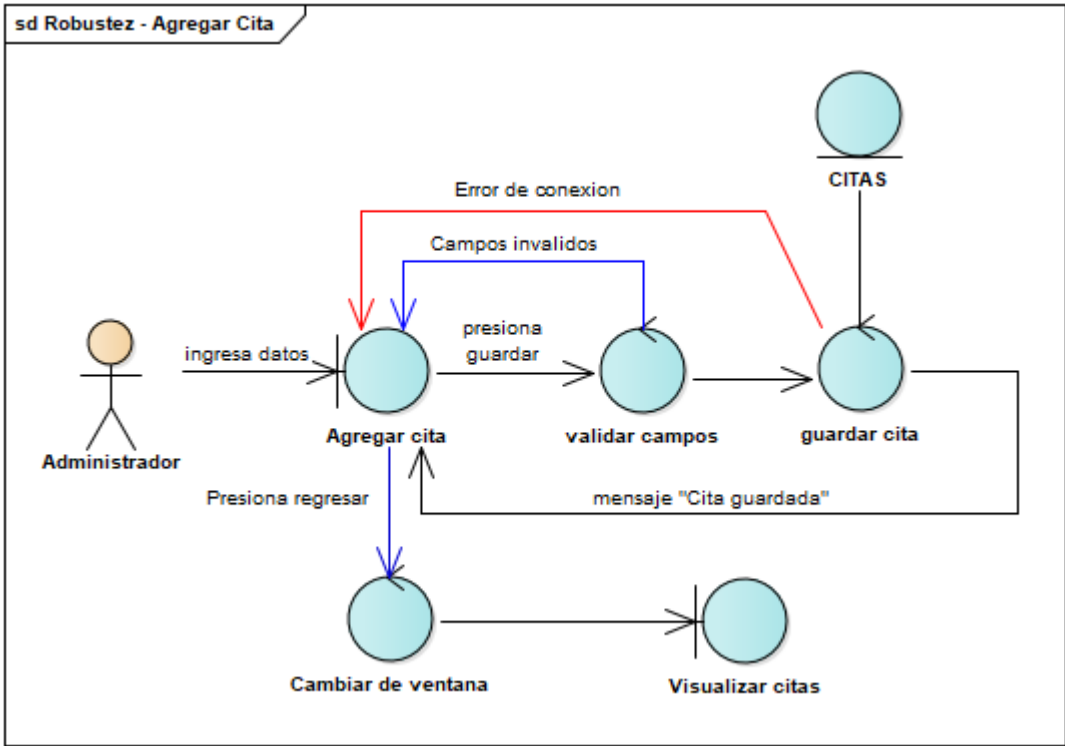 sd Robustez - Agregar Cita
CITAS
Error de conexion
Campos invalidos
presiona
guardar
ingresa datos
Agregar cita
validar campos
guardar cita
Administrador
Presiona regresar
mensaje "Cita guardada"
Cambiar de ventana
Visualizar citas